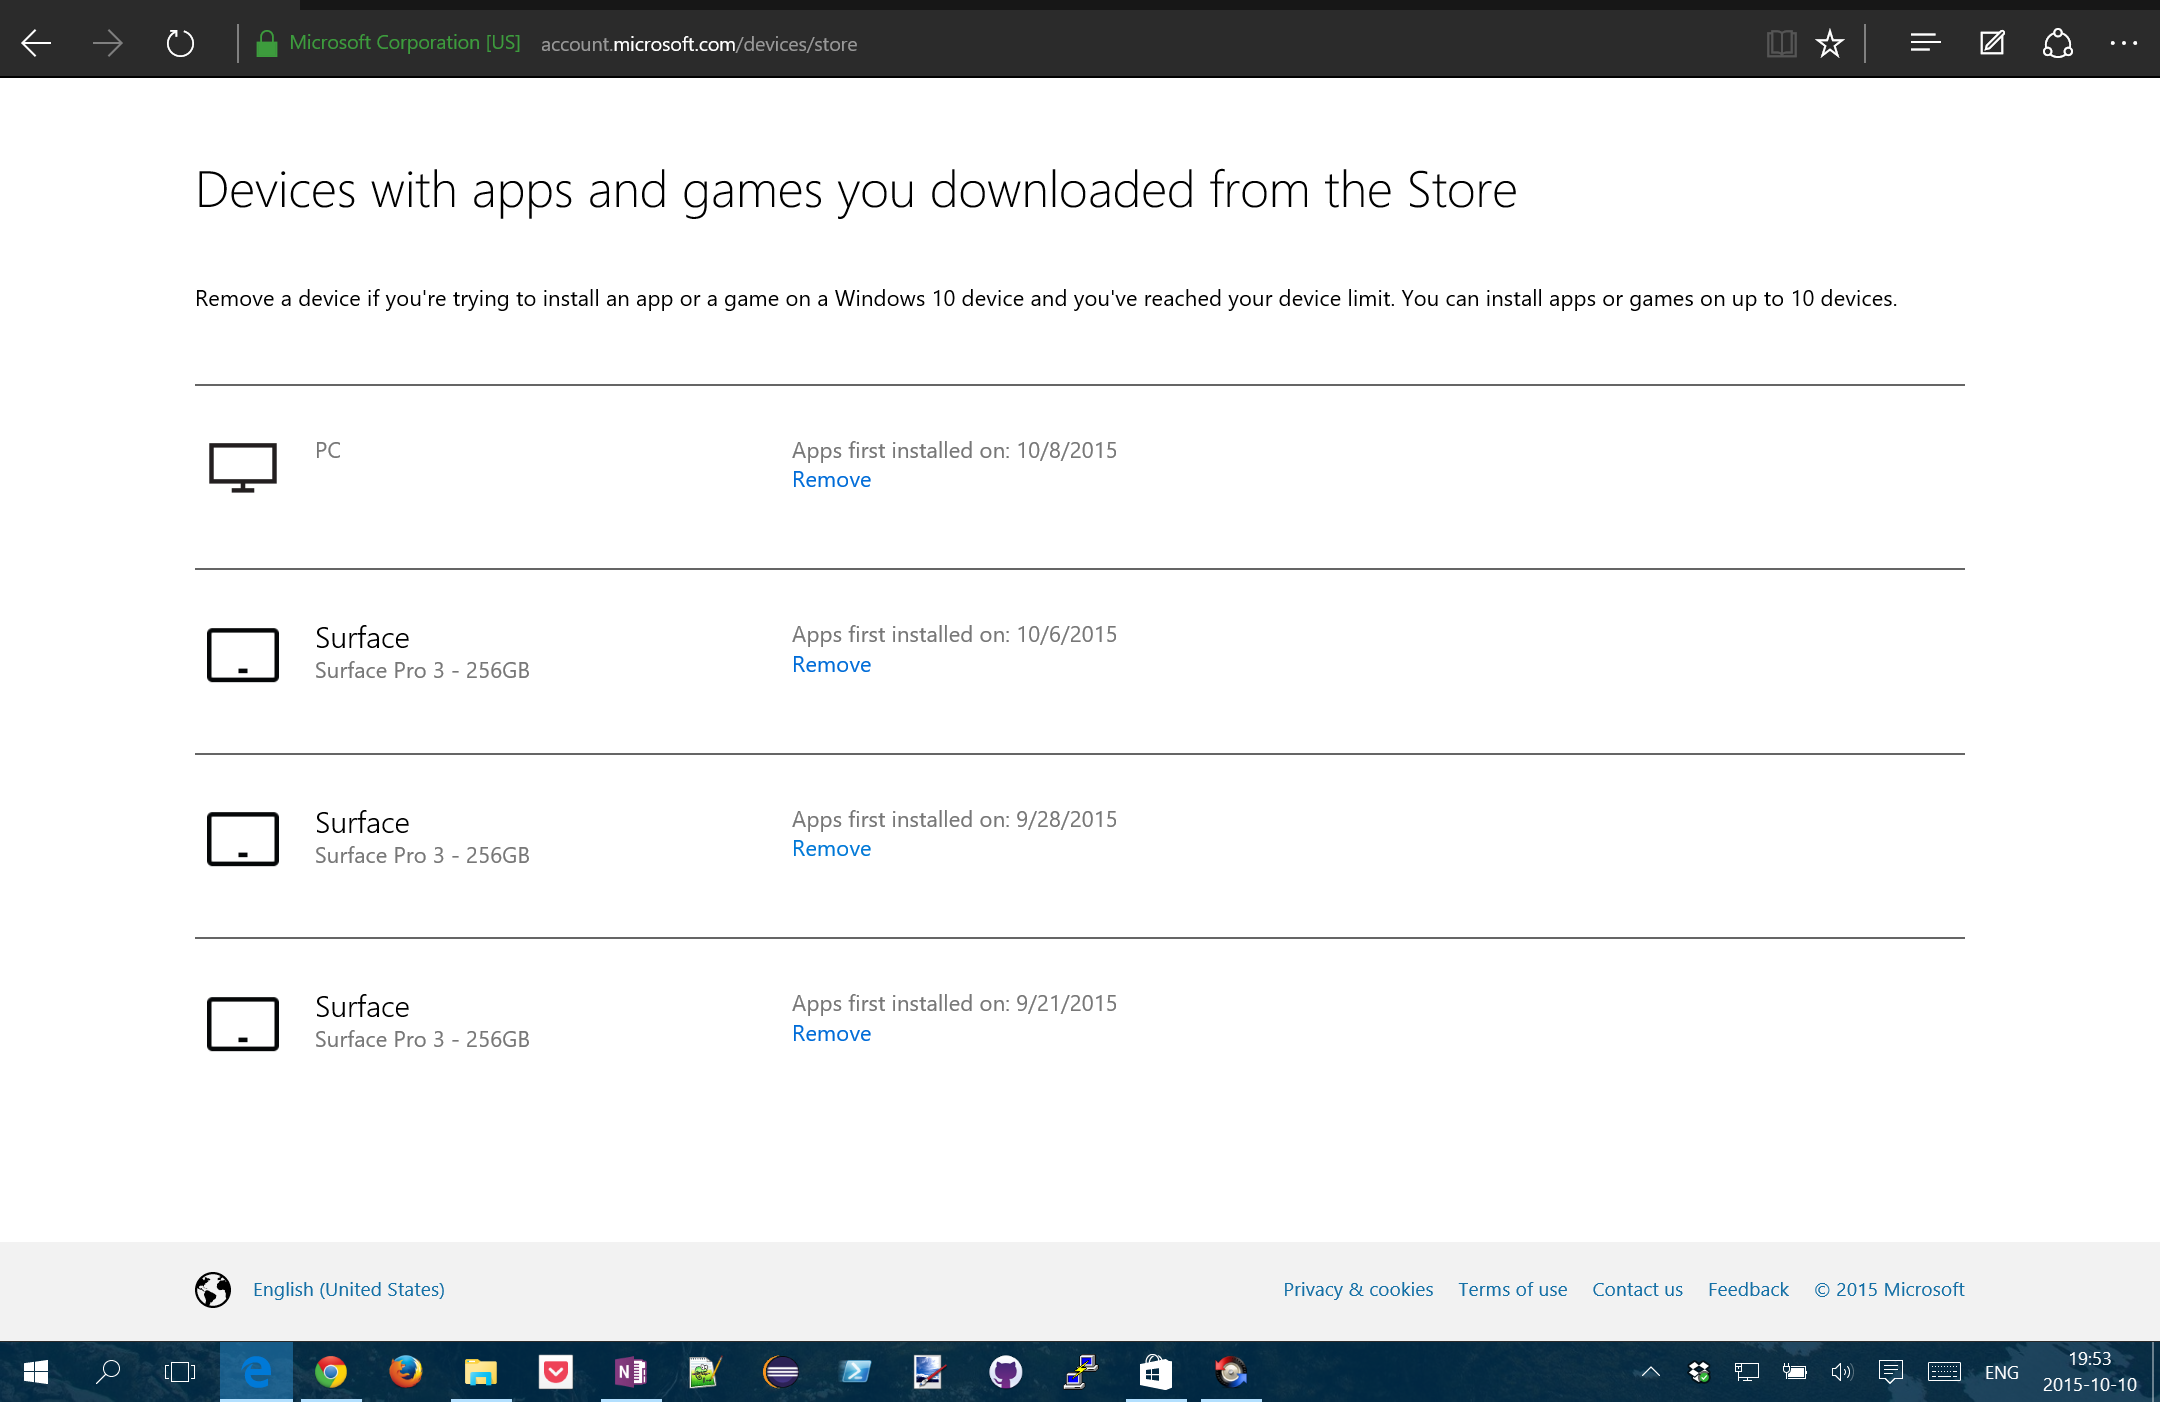 Microsoft Corporation [US] account.microsoft.com/devices/store
Devices with apps and games you downloaded from the Store
Remove a device if you're trying to install an app or a game on a Windows 10 device and you've reached your device limit. You can install apps or games on up to 10 devices.
PC
Apps first installed on: 10/8/2015
Remove
Surface
Surface Pro 3 - 256GB
Apps first installed on: 10/6/2015
Remove
Surface
Surface Pro 3 - 256GB
Apps first installed on: 9/28/2015
Remove
Surface
Surface Pro 3 - 256GB
Apps first installed on: 9/21/2015
Remove
English (United States)
Privacy & cookies Terms of use Contact us Feedback © 2015 Microsoft
N
ENG
19:53
2015-10-10